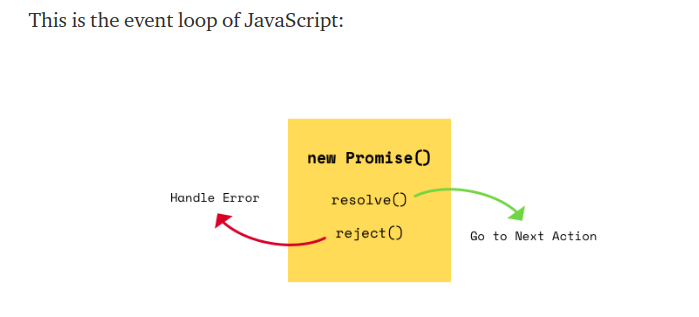 This is the event loop of JavaScript:
new Promise()
Handle Error
resolve()
reject()
Go to Next Action